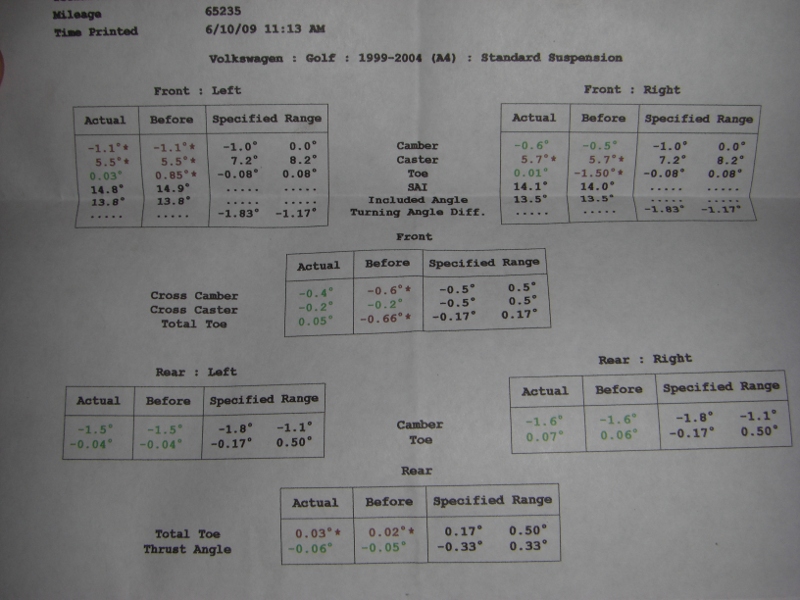 Mileage 65235
Time Printed 6/10/09 11:13 AM
Volkswagen : Golf : 1999-2004 (A4) : Standard Suspension
Front : Left Front : Right
Actual Before Specified Range Actual Before Specified Range
-1.1°* -1.1°* -1.0° 0.0° Camber -0.6° -0.5° -1.0° 0.0°
5.5°* 5.5°* 7.2° 8.2° Caster 5.7°* 5.7°* 7.2° 8.2°
0.03° 0.85°* -0.08° 0.08° Toe 0.01° -1.50°* -0.08° 0.08°
14.8° 14.9° ..... ..... SAI 14.1° 14.0° ..... .....
13.8° 13.8° ..... ..... Included Angle 13.5° 13.5° ..... .....
..... ..... -1.83° -1.17° Turning Angle Diff. ..... ..... -1.83° -1.17°
Front
Actual Before Specified Range
Cross Camber -0.4° -0.6°* -0.5° 0.5°
Cross Caster -0.2° -0.2° -0.5° 0.5°
Total Toe 0.05° -0.66°* -0.17° 0.17°
Rear : Left Rear : Right
Actual Before Specified Range Actual Before Specified Range
-1.5° -1.5° -1.8° -1.1° Camber -1.6° -1.6° -1.8° -1.1°
-0.04° -0.04° -0.17° 0.50° Toe 0.07° 0.06° -0.17° 0.50°
Rear
Actual Before Specified Range
Total Toe 0.03°* 0.02°* 0.17° 0.50°
Thrust Angle -0.06° -0.05° -0.33° 0.33°